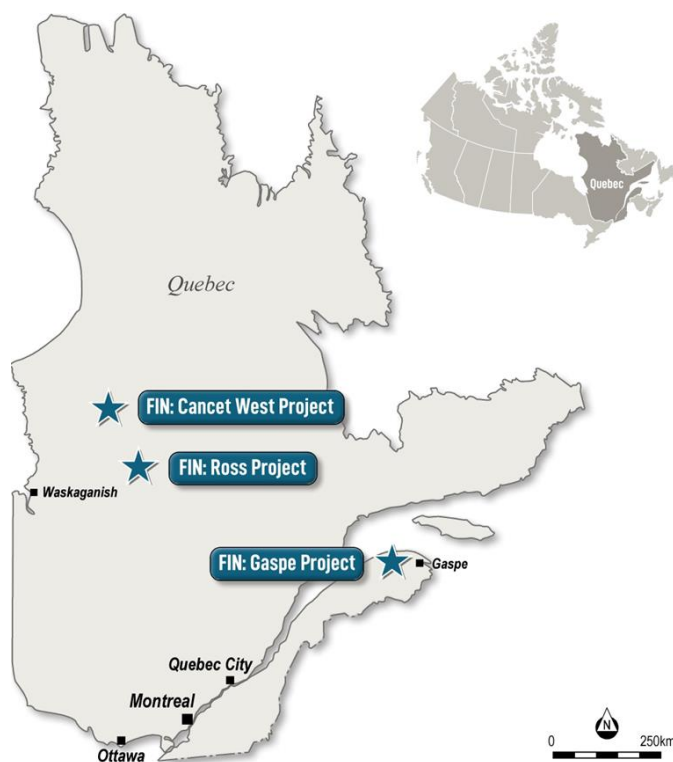 Quebec
Quebec
FIN: Cancet West Project
FIN: Ross Project
Waskaganish
FIN: Gaspe Project
Gaspe
Quebec City
Montreal
Ottawa
N
0 250km